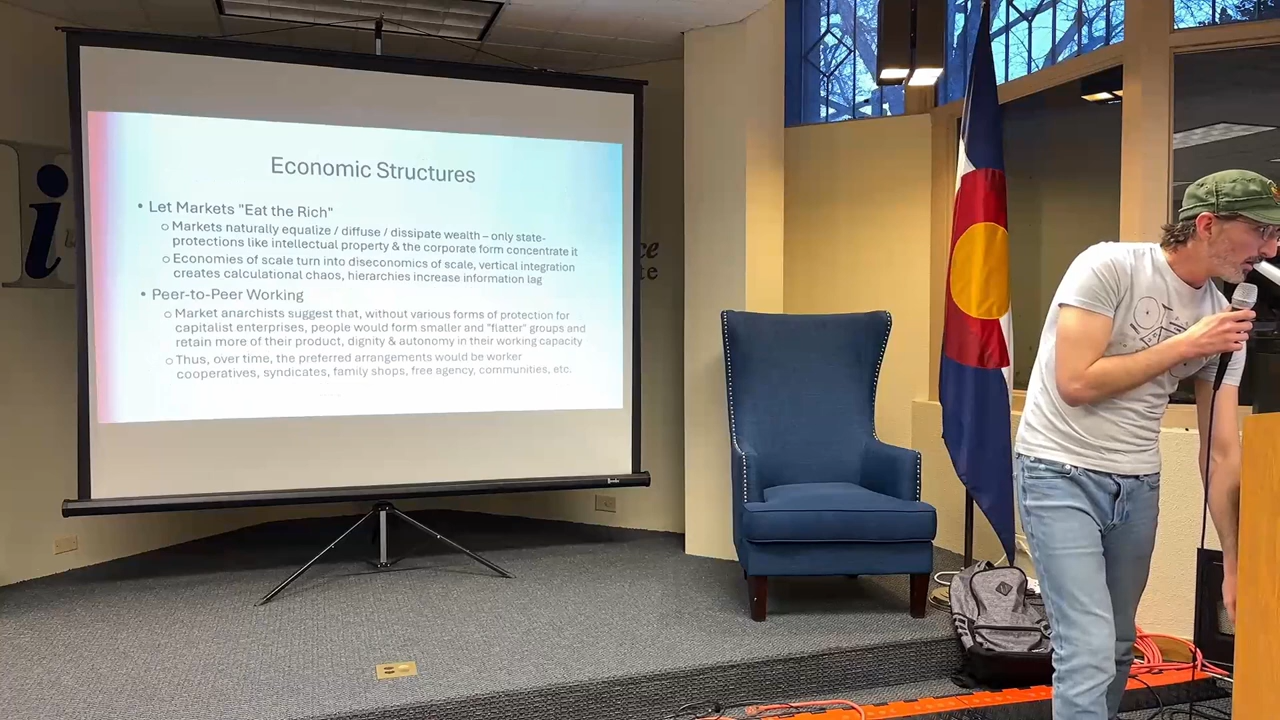 Economic Structures
• Let Markets "Eat the Rich"
o Markets naturally equalize / diffuse / dissipate wealth – only state-
protections like intellectual property & the corporate form concentrate it
o Economies of scale turn into diseconomies of scale, vertical integration
creates calculational chaos, hierarchies increase information lag
• Peer-to-Peer Working
o Market anarchists suggest that, without various forms of protection for
capitalist enterprises, people would form smaller and "flatter" groups and
retain more of their product, dignity & autonomy in their working capacity
o Thus, over time, the preferred arrangements would be worker
cooperatives, syndicates, family shops, free agency, communities, etc.
i
ce
te